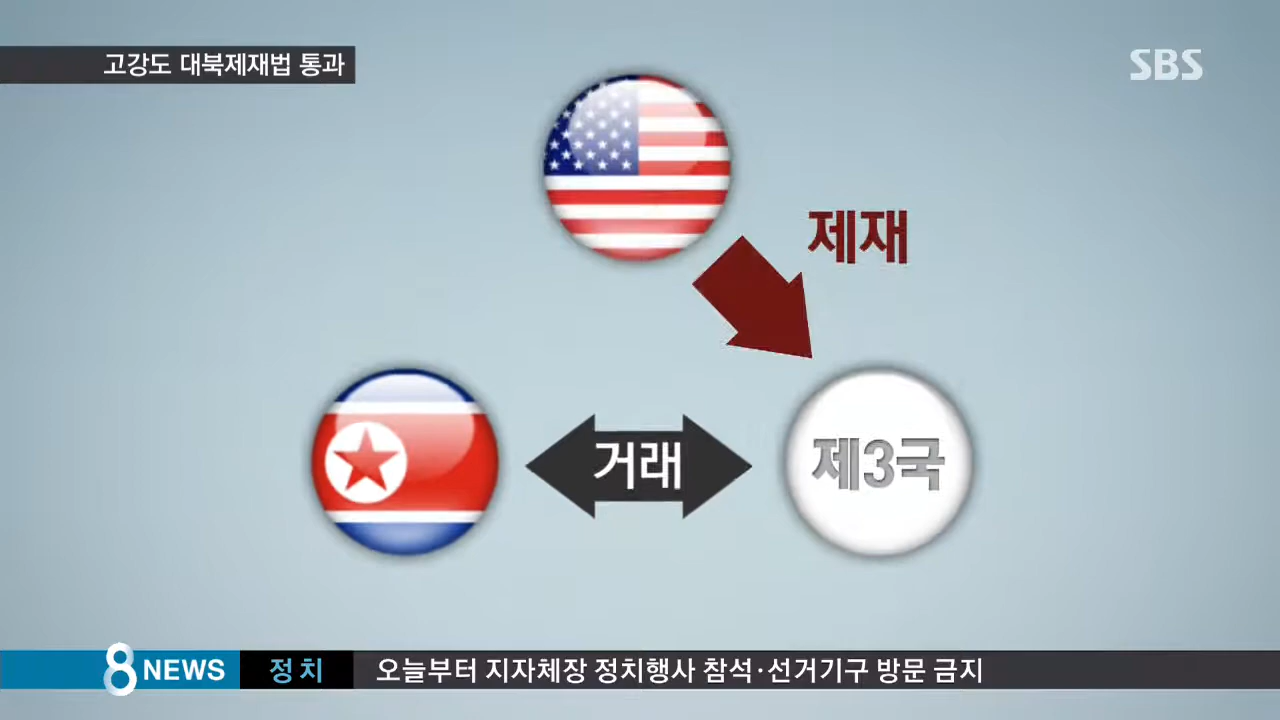 고강도 대북제재법 통과
SBS
제재
거래
제3국
8 NEWS
정치
오늘부터 지자체장 정치행사 참석·선거기구 방문 금지